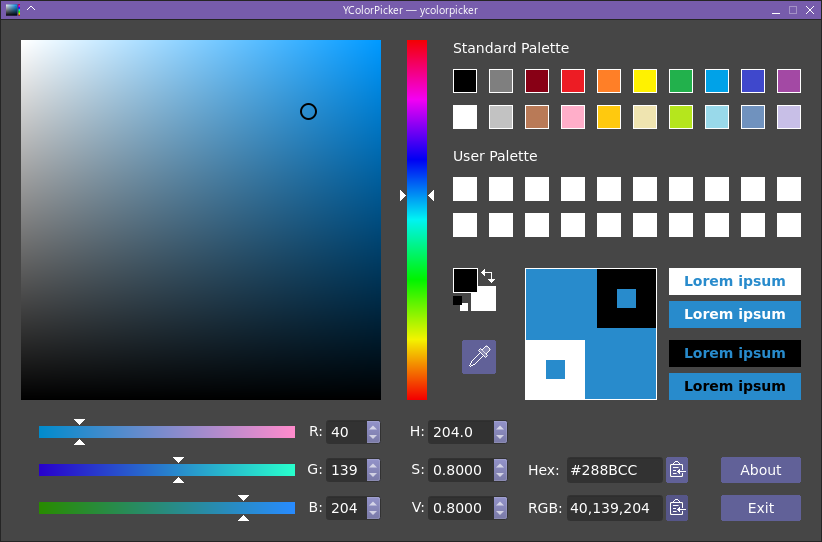 YColorPicker — ycolorpicker
Standard Palette
User Palette
Lorem ipsum
Lorem ipsum
Lorem ipsum
Lorem ipsum
R: 40 H: 204.0
G: 139 S: 0.8000 Hex: #288BCC About
B: 204 V: 0.8000 RGB: 40,139,204 Exit